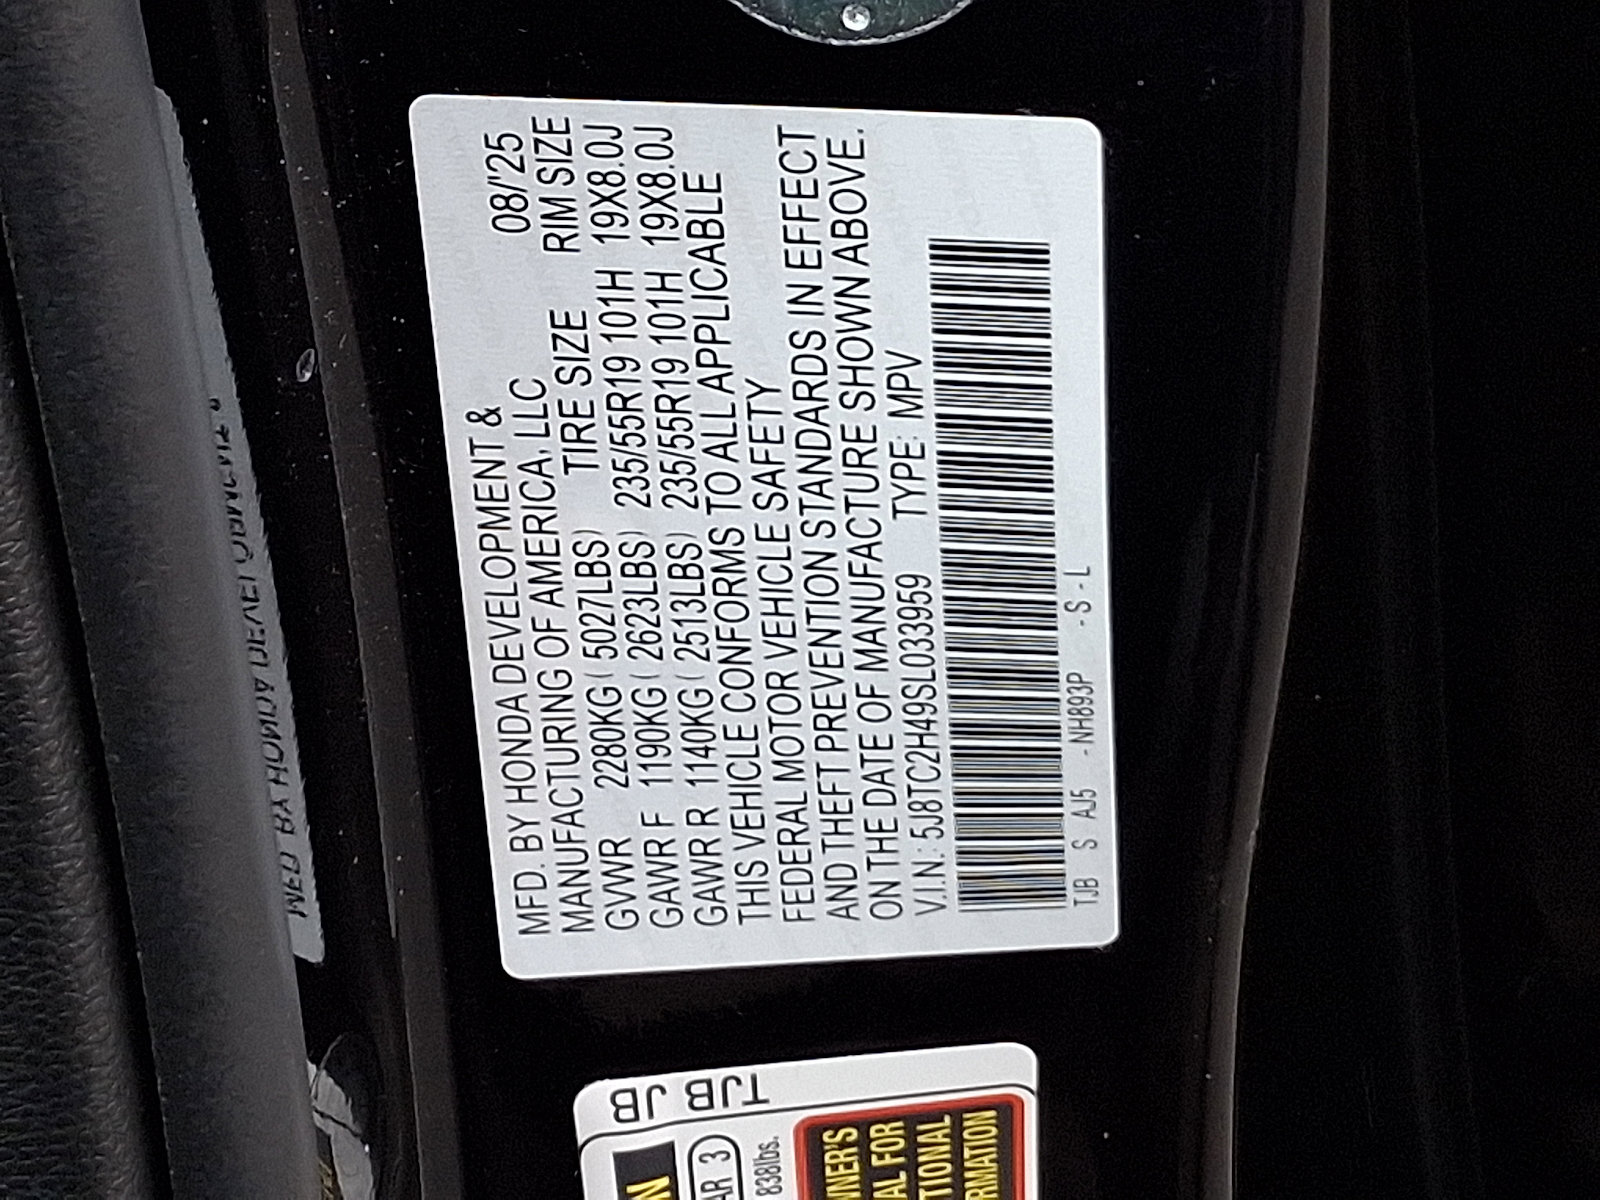 MFD. BY HONDA DEVELOPMENT &
MANUFACTURING OF AMERICA, LLC 08/'25
TIRE SIZE RIM SIZE
GVWR 2280KG ( 5027LBS) 235/55R19 101H 19X8.0J
GAWR F 1190KG ( 2623LBS) 235/55R19 101H 19X8.0J
GAWR R 1140KG ( 2513LBS)
THIS VEHICLE CONFORMS TO ALL APPLICABLE
FEDERAL MOTOR VEHICLE SAFETY
AND THEFT PREVENTION STANDARDS IN EFFECT
ON THE DATE OF MANUFACTURE SHOWN ABOVE.
V.I.N.: 5J8TC2H49SL033959 TYPE: MPV
TJB S AJ5 - NH893P - S - L
TJB JB
3
838lbs.